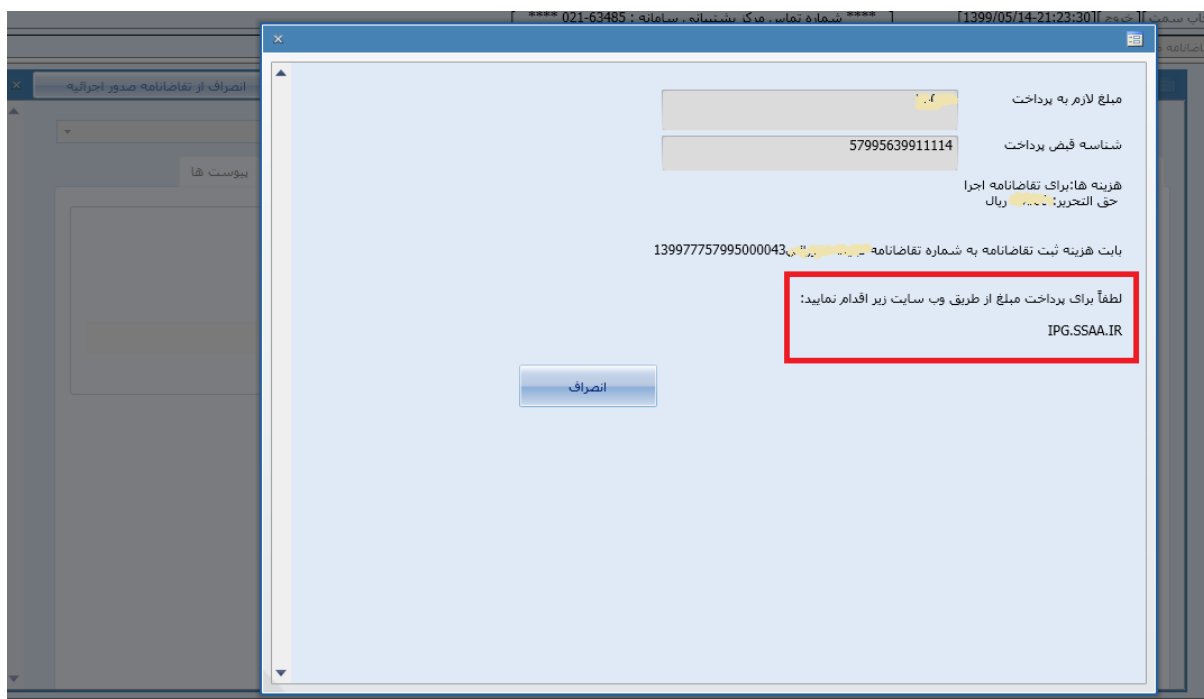 [1399/05/14-21:23:30][ خروج ][
[ **** شماره تماس مرکز پشتیبانی سامانه : 63485-021 **** ]
انصراف از تقاضانامه صدور اجرائیه
پیوست ها
مبلغ لازم به پرداخت
شناسه قبض پرداخت 57995639911114
هزینه ها:برای تقاضانامه اجرا
حق التحریر: ریال
بابت هزینه ثبت تقاضانامه به شماره تقاضانامه 139977757995000043
لطفاً برای پرداخت مبلغ از طریق وب سایت زیر اقدام نمایید:
IPG.SSAA.IR
انصراف